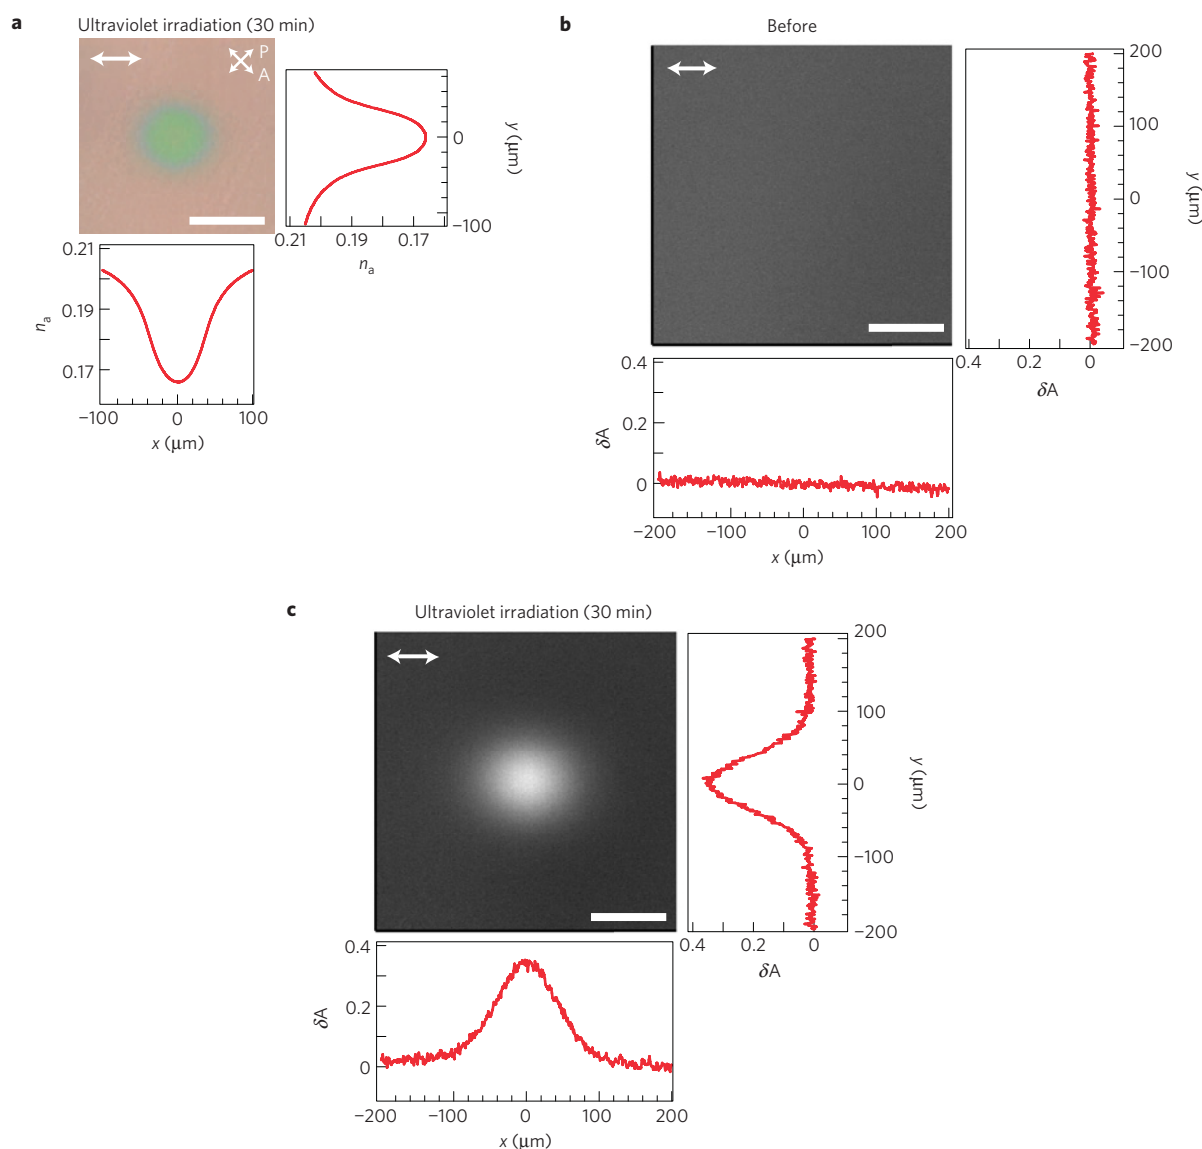 a
Ultraviolet irradiation (30 min)
P
A
0
y (μm)
−100
0.21 0.19 0.17
nₐ
0.21
0.19
0.17
nₐ
−100 0 100
x (μm)
b
Before
200
100
0
−100
−200
y (μm)
0.4 0.2 0
δA
0.4
0.2
0
δA
−200 −100 0 100 200
x (μm)
c
Ultraviolet irradiation (30 min)
200
100
0
−100
−200
y (μm)
0.4 0.2 0
δA
0.4
0.2
0
δA
−200 −100 0 100 200
x (μm)